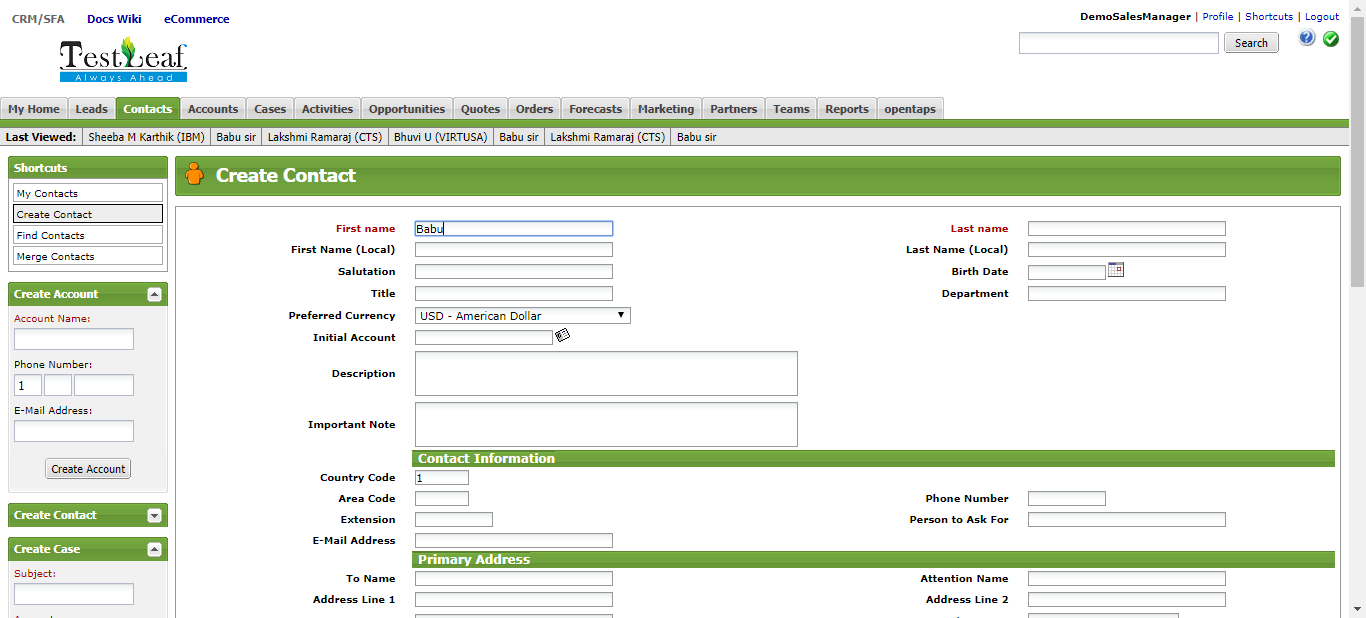 CRM/SFA Docs Wiki eCommerce
DemoSalesManager | Profile | Shortcuts | Logout
TestLeaf
Always Ahead
Search
?
My Home Leads Contacts Accounts Cases Activities Opportunities Quotes Orders Forecasts Marketing Partners Teams Reports opentaps
Last Viewed: Sheeba M Karthik (IBM) Babu sir Lakshmi Ramaraj (CTS) Bhuvi U (VIRTUSA) Babu sir Lakshmi Ramaraj (CTS) Babu sir
Shortcuts
My Contacts
Create Contact
Find Contacts
Merge Contacts
Create Account
Account Name:
Phone Number:
1
E-Mail Address:
Create Account
Create Contact
Create Case
Subject:
Create Contact
First name Babu Last name
First Name (Local) Last Name (Local)
Salutation Birth Date
Title Department
Preferred Currency USD - American Dollar
Initial Account
Description
Important Note
Contact Information
Country Code 1
Area Code Phone Number
Extension Person to Ask For
E-Mail Address
Primary Address
To Name Attention Name
Address Line 1 Address Line 2